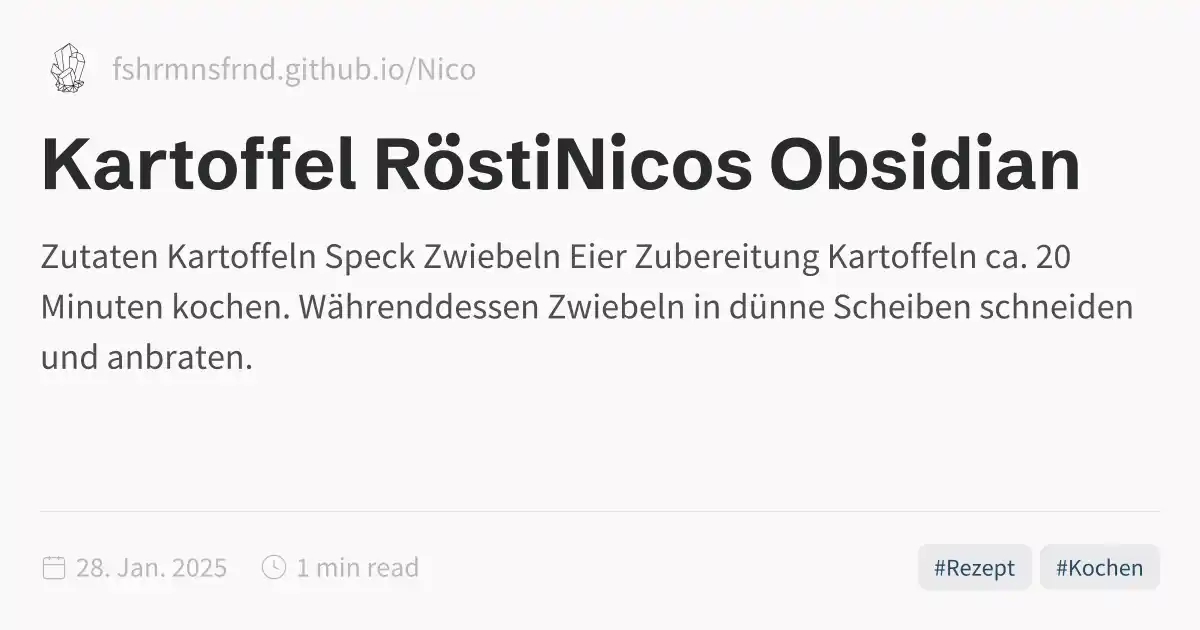 fshrmnsfrnd.github.io/Nico
Kartoffel RöstiNicos Obsidian
Zutaten Kartoffeln Speck Zwiebeln Eier Zubereitung Kartoffeln ca. 20
Minuten kochen. Währenddessen Zwiebeln in dünne Scheiben schneiden
und anbraten.
28. Jan. 2025 1 min read #Rezept #Kochen